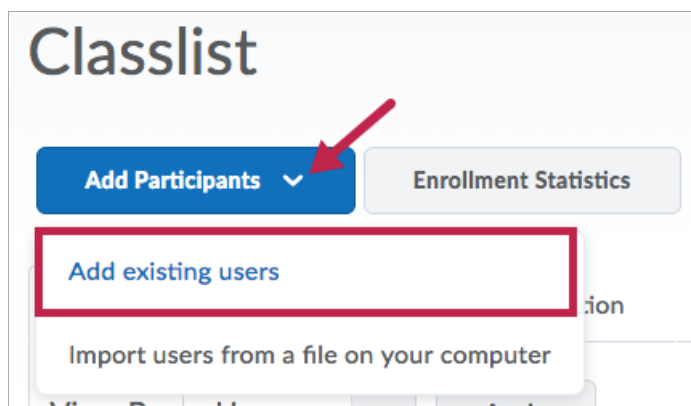 Classlist
Add Participants
Enrollment Statistics
Add existing users
Import users from a file on your computer